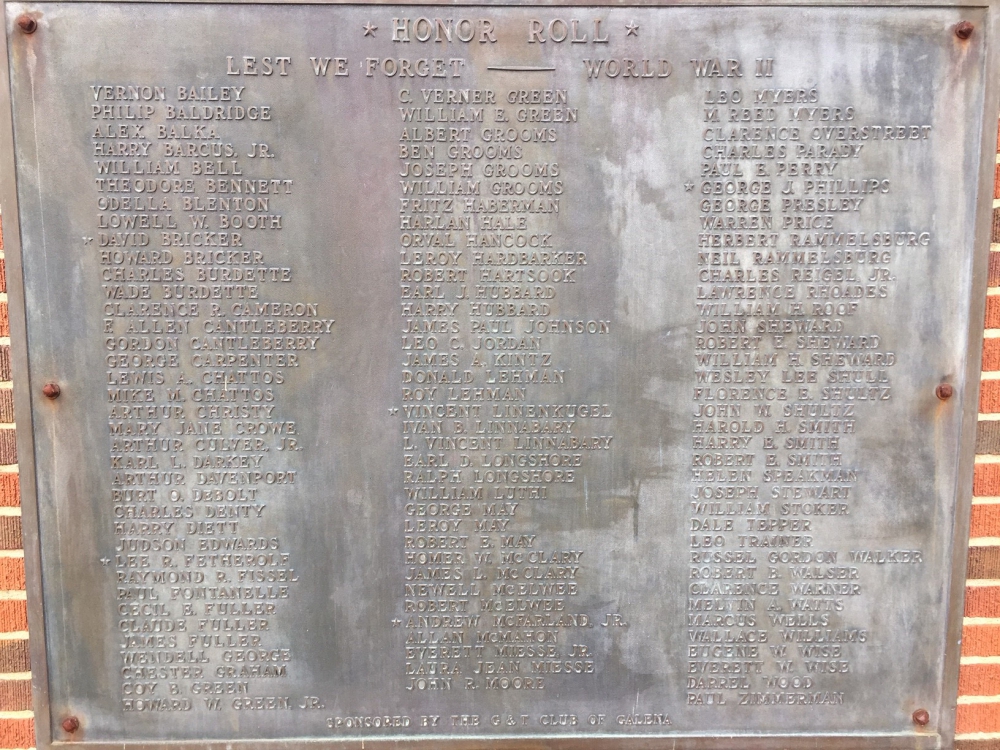 * HONOR ROLL *
LEST WE FORGET — WORLD WAR II
VERNON BAILEY
PHILIP BALDRIDGE
ALEX BALKA
HARRY BARCUS, JR.
WILLIAM BELL
THEODORE BENNETT
ODELLA BLENTON
LOWELL W. BOOTH
* DAVID BRICKER
HOWARD BRICKER
CHARLES BURDETTE
WADE BURDETTE
CLARENCE R. CAMERON
F. ALLEN CANTLEBERRY
GORDON CANTLEBERRY
GEORGE CARPENTER
LEWIS A. CHATTOS
MIKE M. CHATTOS
ARTHUR CHRISTY
MARY JANE CROWE
ARTHUR CULVER, JR.
KARL L. DARKEY
ARTHUR DAVENPORT
BURT O. DEBOLT
CHARLES DENTY
HARRY DIETT
JUDSON EDWARDS
* LEE R. FETHEROLF
RAYMOND R. FISSEL
PAUL FONTANELLE
CECIL E. FULLER
CLAUDE FULLER
JAMES FULLER
WENDELL GEORGE
CHESTER GRAHAM
COY B. GREEN
HOWARD W. GREEN, JR.
C. VERNER GREEN
WILLIAM E. GREEN
ALBERT GROOMS
BEN GROOMS
JOSEPH GROOMS
WILLIAM GROOMS
FRITZ HABERMAN
HARLAN HALE
ORVAL HANCOCK
LEROY HARDBARKER
ROBERT HARTSOOK
EARL J. HUBBARD
HARRY HUBBARD
JAMES PAUL JOHNSON
LEO C. JORDAN
JAMES A. KINTZ
DONALD LEHMAN
ROY LEHMAN
* VINCENT LINENKUGEL
IVAN B. LINNABARY
L. VINCENT LINNABARY
EARL D. LONGSHORE
RALPH LONGSHORE
WILLIAM LUTHI
GEORGE MAY
LEROY MAY
ROBERT E. MAY
HOMER W. McCLARY
JAMES L. McCLARY
NEWELL McELWEE
ROBERT McELWEE
* ANDREW McFARLAND, JR.
ALLAN McMAHON
EVERETT MIESSE, JR.
LAURA JEAN MIESSE
JOHN R. MOORE
LEO MYERS
M. REED MYERS
CLARENCE OVERSTREET
CHARLES PARADY
PAUL E. PERRY
* GEORGE J. PHILLIPS
GEORGE PRESLEY
WARREN PRICE
HERBERT RAMMELSBURG
NEIL RAMMELSBURG
CHARLES REIGEL JR.
LAWRENCE RHOADES
WILLIAM H. ROOF
JOHN SHEWARD
ROBERT E. SHEWARD
WILLIAM H. SHEWARD
WESLEY LEE SHULL
FLORENCE E. SHULTZ
JOHN W. SHULTZ
HAROLD H. SMITH
HARRY E. SMITH
ROBERT E. SMITH
HELEN SPEAKMAN
JOSEPH STEWART
WILLIAM STOKER
DALE TEPPER
LEO TRAINER
RUSSEL GORDON WALKER
ROBERT B. WALSER
CLARENCE WARNER
MELVIN A. WATTS
MARCUS WELLS
WALLACE WILLIAMS
EUGENE W. WISE
EVERETT W. WISE
DARREL WOOD
PAUL ZIMMERMAN
SPONSORED BY THE G & T CLUB OF GALENA